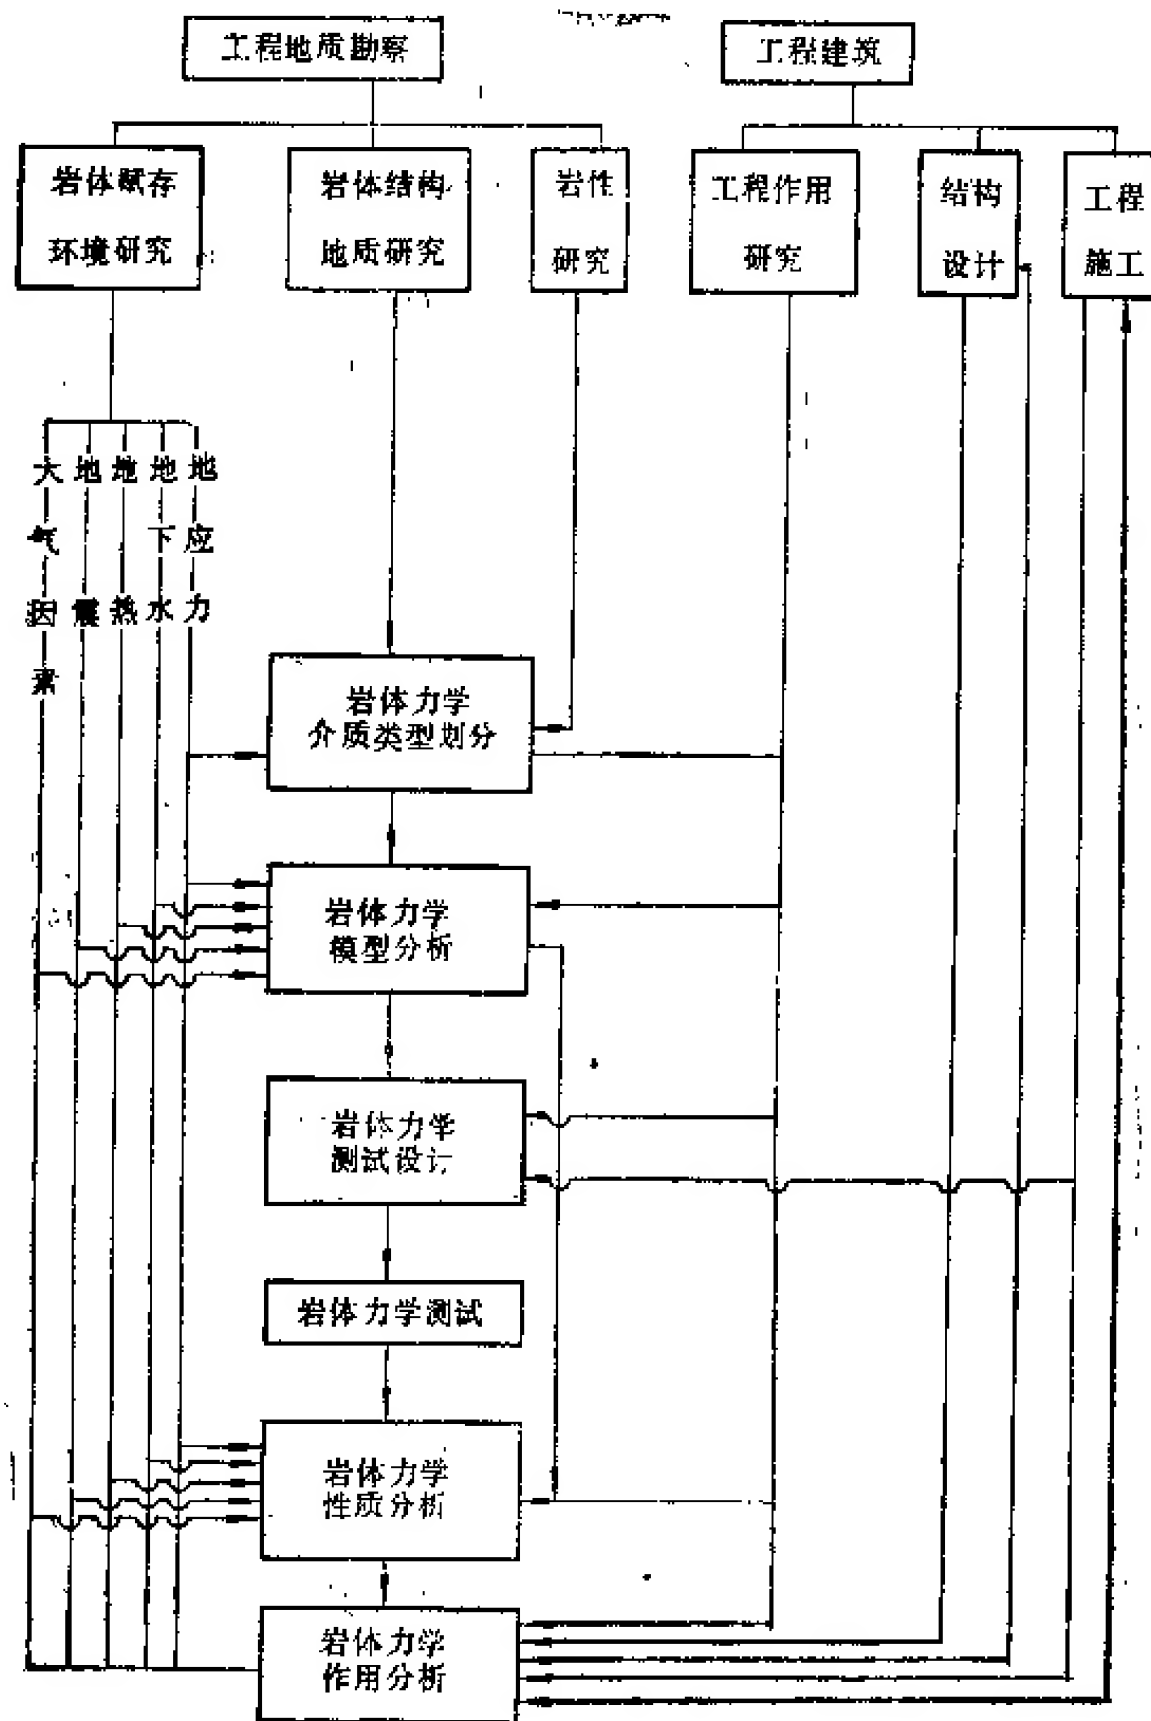 工程地质勘察
工程建筑
岩体赋存
环境研究
岩体结构
地质研究
岩性
研究
工程作用
研究
结构
设计
工程
施工
大气因素
地震
地热
地下水
地应力
岩体力学
介质类型划分
岩体力学
模型分析
岩体力学
测试设计
岩体力学测试
岩体力学
性质分析
岩体力学
作用分析